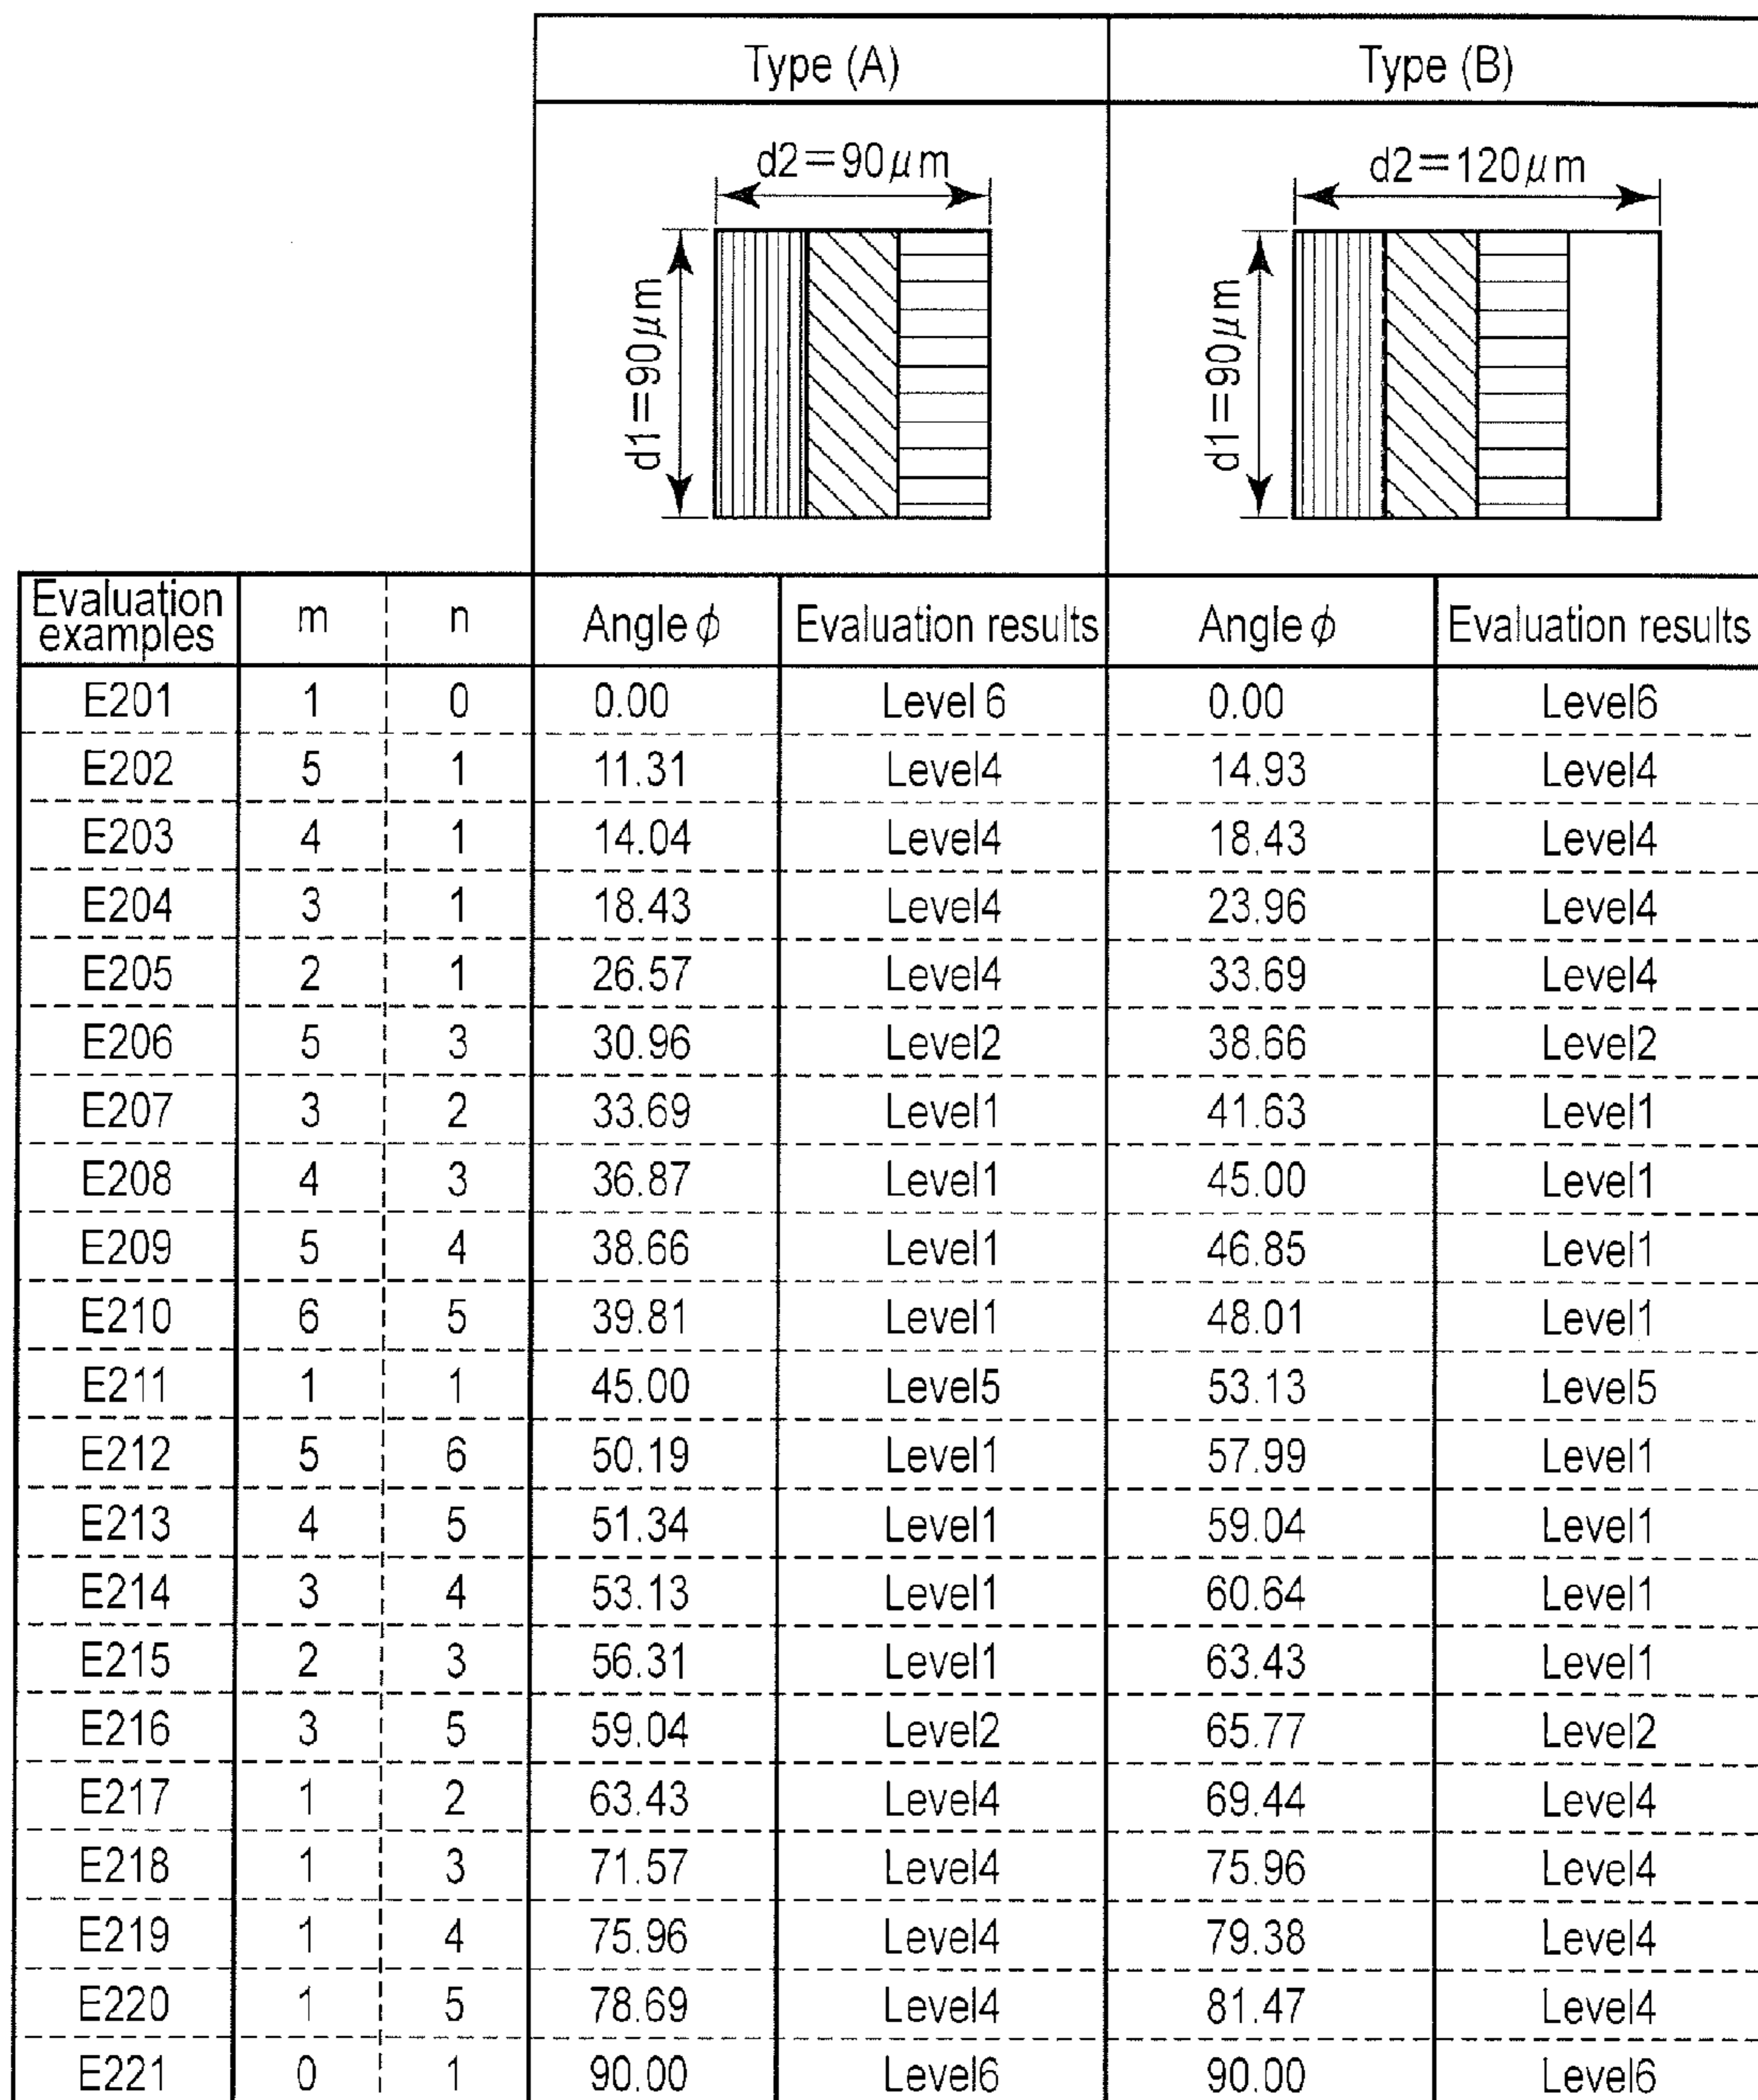 Type (A) Type (B)
d2=90μm d2=120μm
d1=90μm d1=90μm
Evaluation examples m n Angle ϕ Evaluation results Angle ϕ Evaluation results
E201 1 0 0.00 Level 6 0.00 Level6
E202 5 1 11.31 Level4 14.93 Level4
E203 4 1 14.04 Level4 18.43 Level4
E204 3 1 18.43 Level4 23.96 Level4
E205 2 1 26.57 Level4 33.69 Level4
E206 5 3 30.96 Level2 38.66 Level2
E207 3 2 33.69 Level1 41.63 Level1
E208 4 3 36.87 Level1 45.00 Level1
E209 5 4 38.66 Level1 46.85 Level1
E210 6 5 39.81 Level1 48.01 Level1
E211 1 1 45.00 Level5 53.13 Level5
E212 5 6 50.19 Level1 57.99 Level1
E213 4 5 51.34 Level1 59.04 Level1
E214 3 4 53.13 Level1 60.64 Level1
E215 2 3 56.31 Level1 63.43 Level1
E216 3 5 59.04 Level2 65.77 Level2
E217 1 2 63.43 Level4 69.44 Level4
E218 1 3 71.57 Level4 75.96 Level4
E219 1 4 75.96 Level4 79.38 Level4
E220 1 5 78.69 Level4 81.47 Level4
E221 0 1 90.00 Level6 90.00 Level6